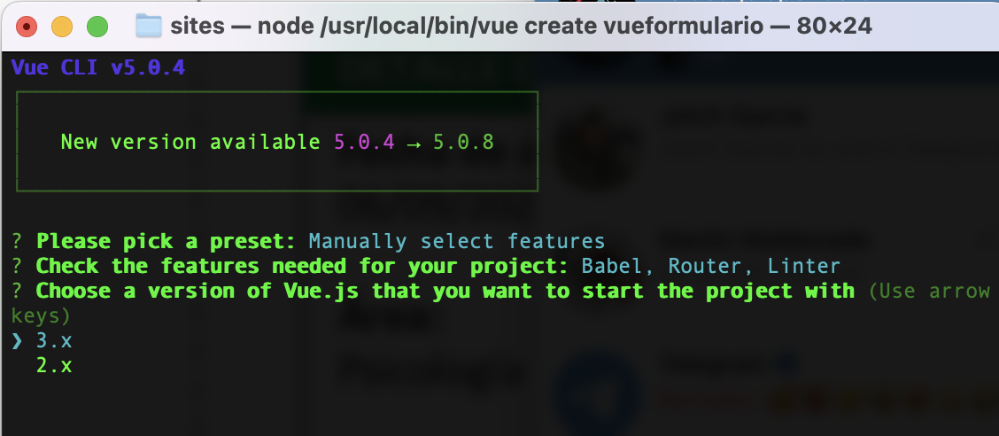 sites — node /usr/local/bin/vue create vueformulario — 80×24
Vue CLI v5.0.4
New version available 5.0.4 → 5.0.8
? Please pick a preset: Manually select features
? Check the features needed for your project: Babel, Router, Linter
? Choose a version of Vue.js that you want to start the project with (Use arrow
keys)
❯ 3.x
2.x
Area:
Psicologia
Telegram